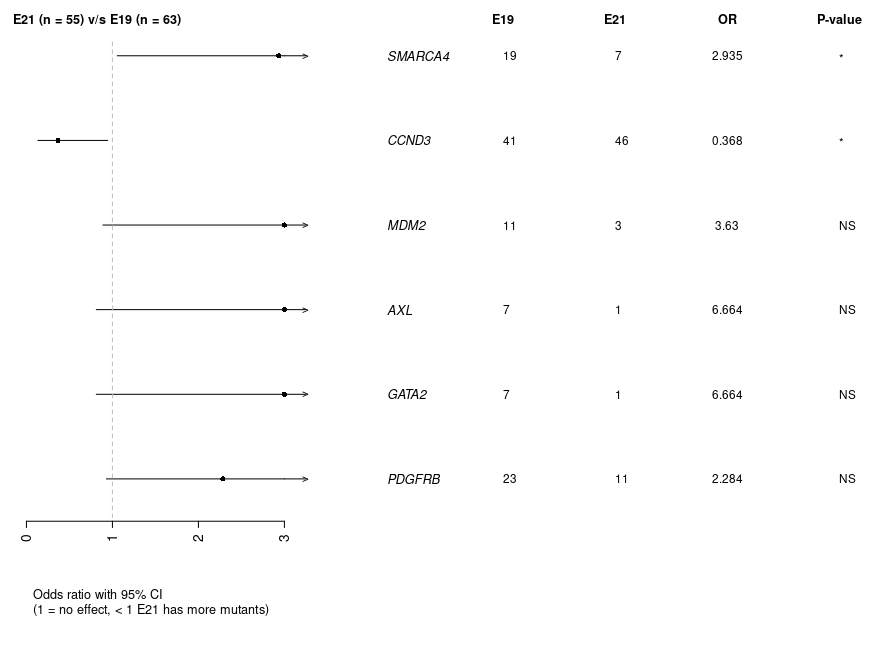 E21 (n = 55) v/s E19 (n = 63) E19 E21 OR P-value
SMARCA4 19 7 2.935 *
CCND3 41 46 0.368 *
MDM2 11 3 3.63 NS
AXL 7 1 6.664 NS
GATA2 7 1 6.664 NS
PDGFRB 23 11 2.284 NS
0 1 2 3
Odds ratio with 95% CI
(1 = no effect, < 1 E21 has more mutants)